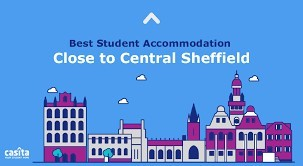 Best Student Accommodation
Close to Central Sheffield
casita